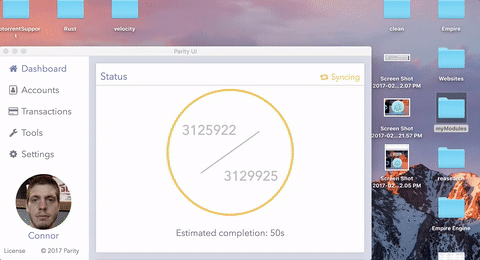 otorrentSuppor
t
Rust
velocity
clean
Empire
Parity UI
Dashboard
Accounts
Transactions
Tools
Settings
Connor
License
© 2017 Parity
Status
Syncing
3125922
3129925
Estimated completion: 50s
Screen Shot
2017-02...2.07 PM
Websites
Screen Shot
2017-02...21.57 PM
myModules
Screen Shot
2017-02...2.05 PM
reasearch
Empire Engine